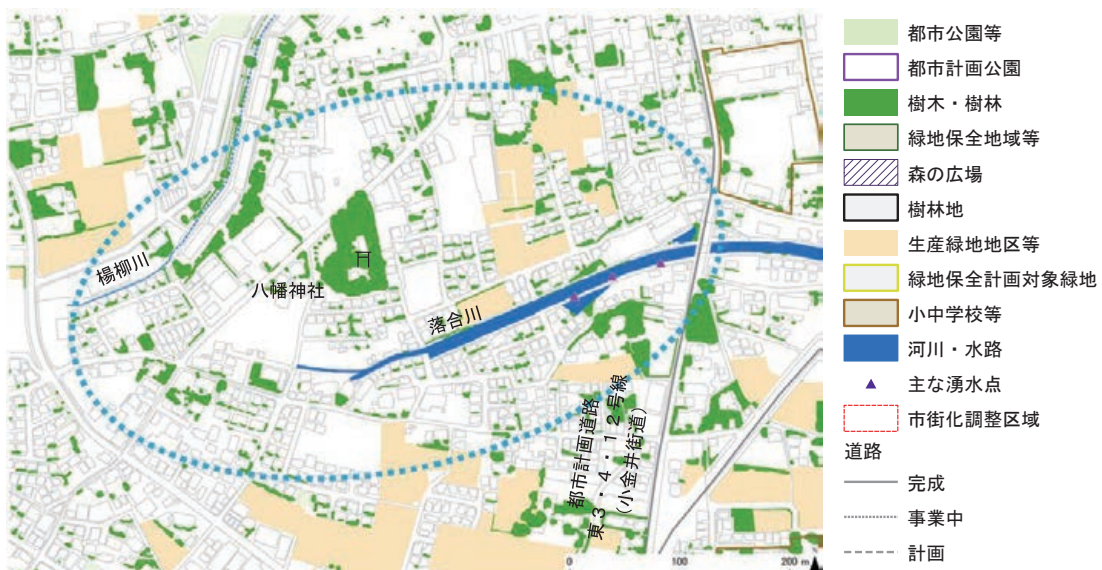 楊柳川
八幡神社
落合川
都市計画道路
東3・4・12号線
(小金井街道)
0 100 200 m
都市公園等
都市計画公園
樹木・樹林
緑地保全地域等
森の広場
樹林地
生産緑地地区等
緑地保全計画対象緑地
小中学校等
河川・水路
主な湧水点
市街化調整区域
道路
完成
事業中
計画